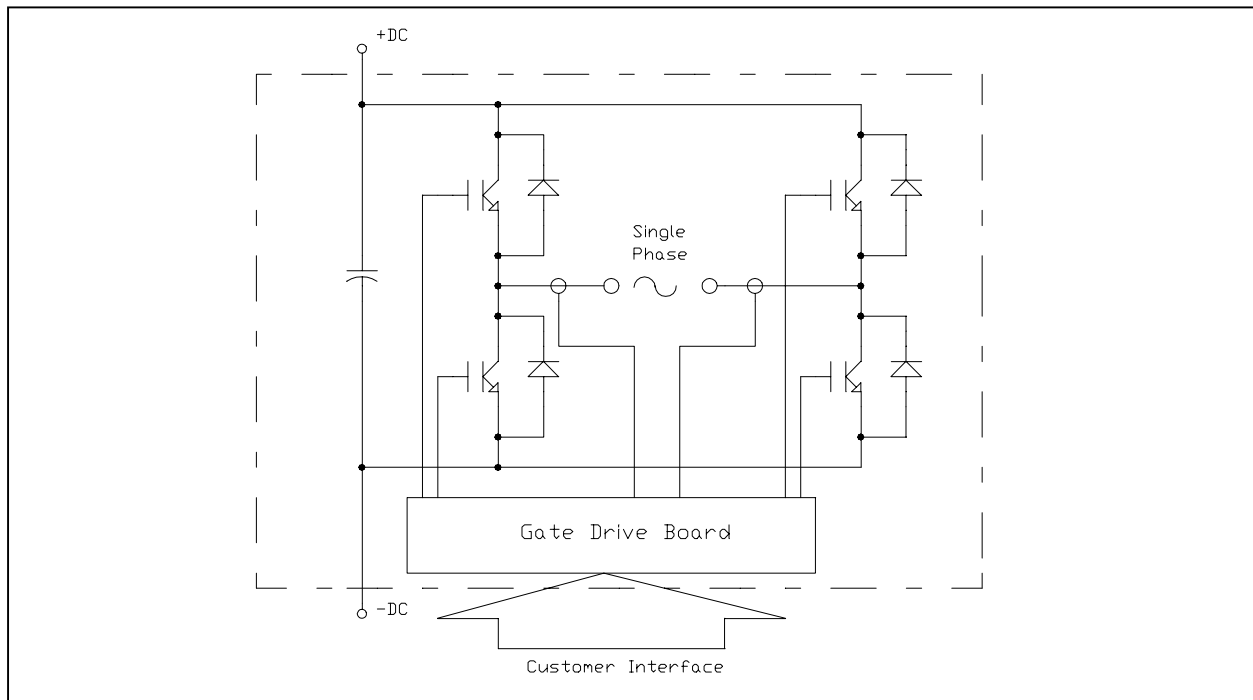 +DC
Single
Phase
Gate Drive Board
-DC
Customer Interface